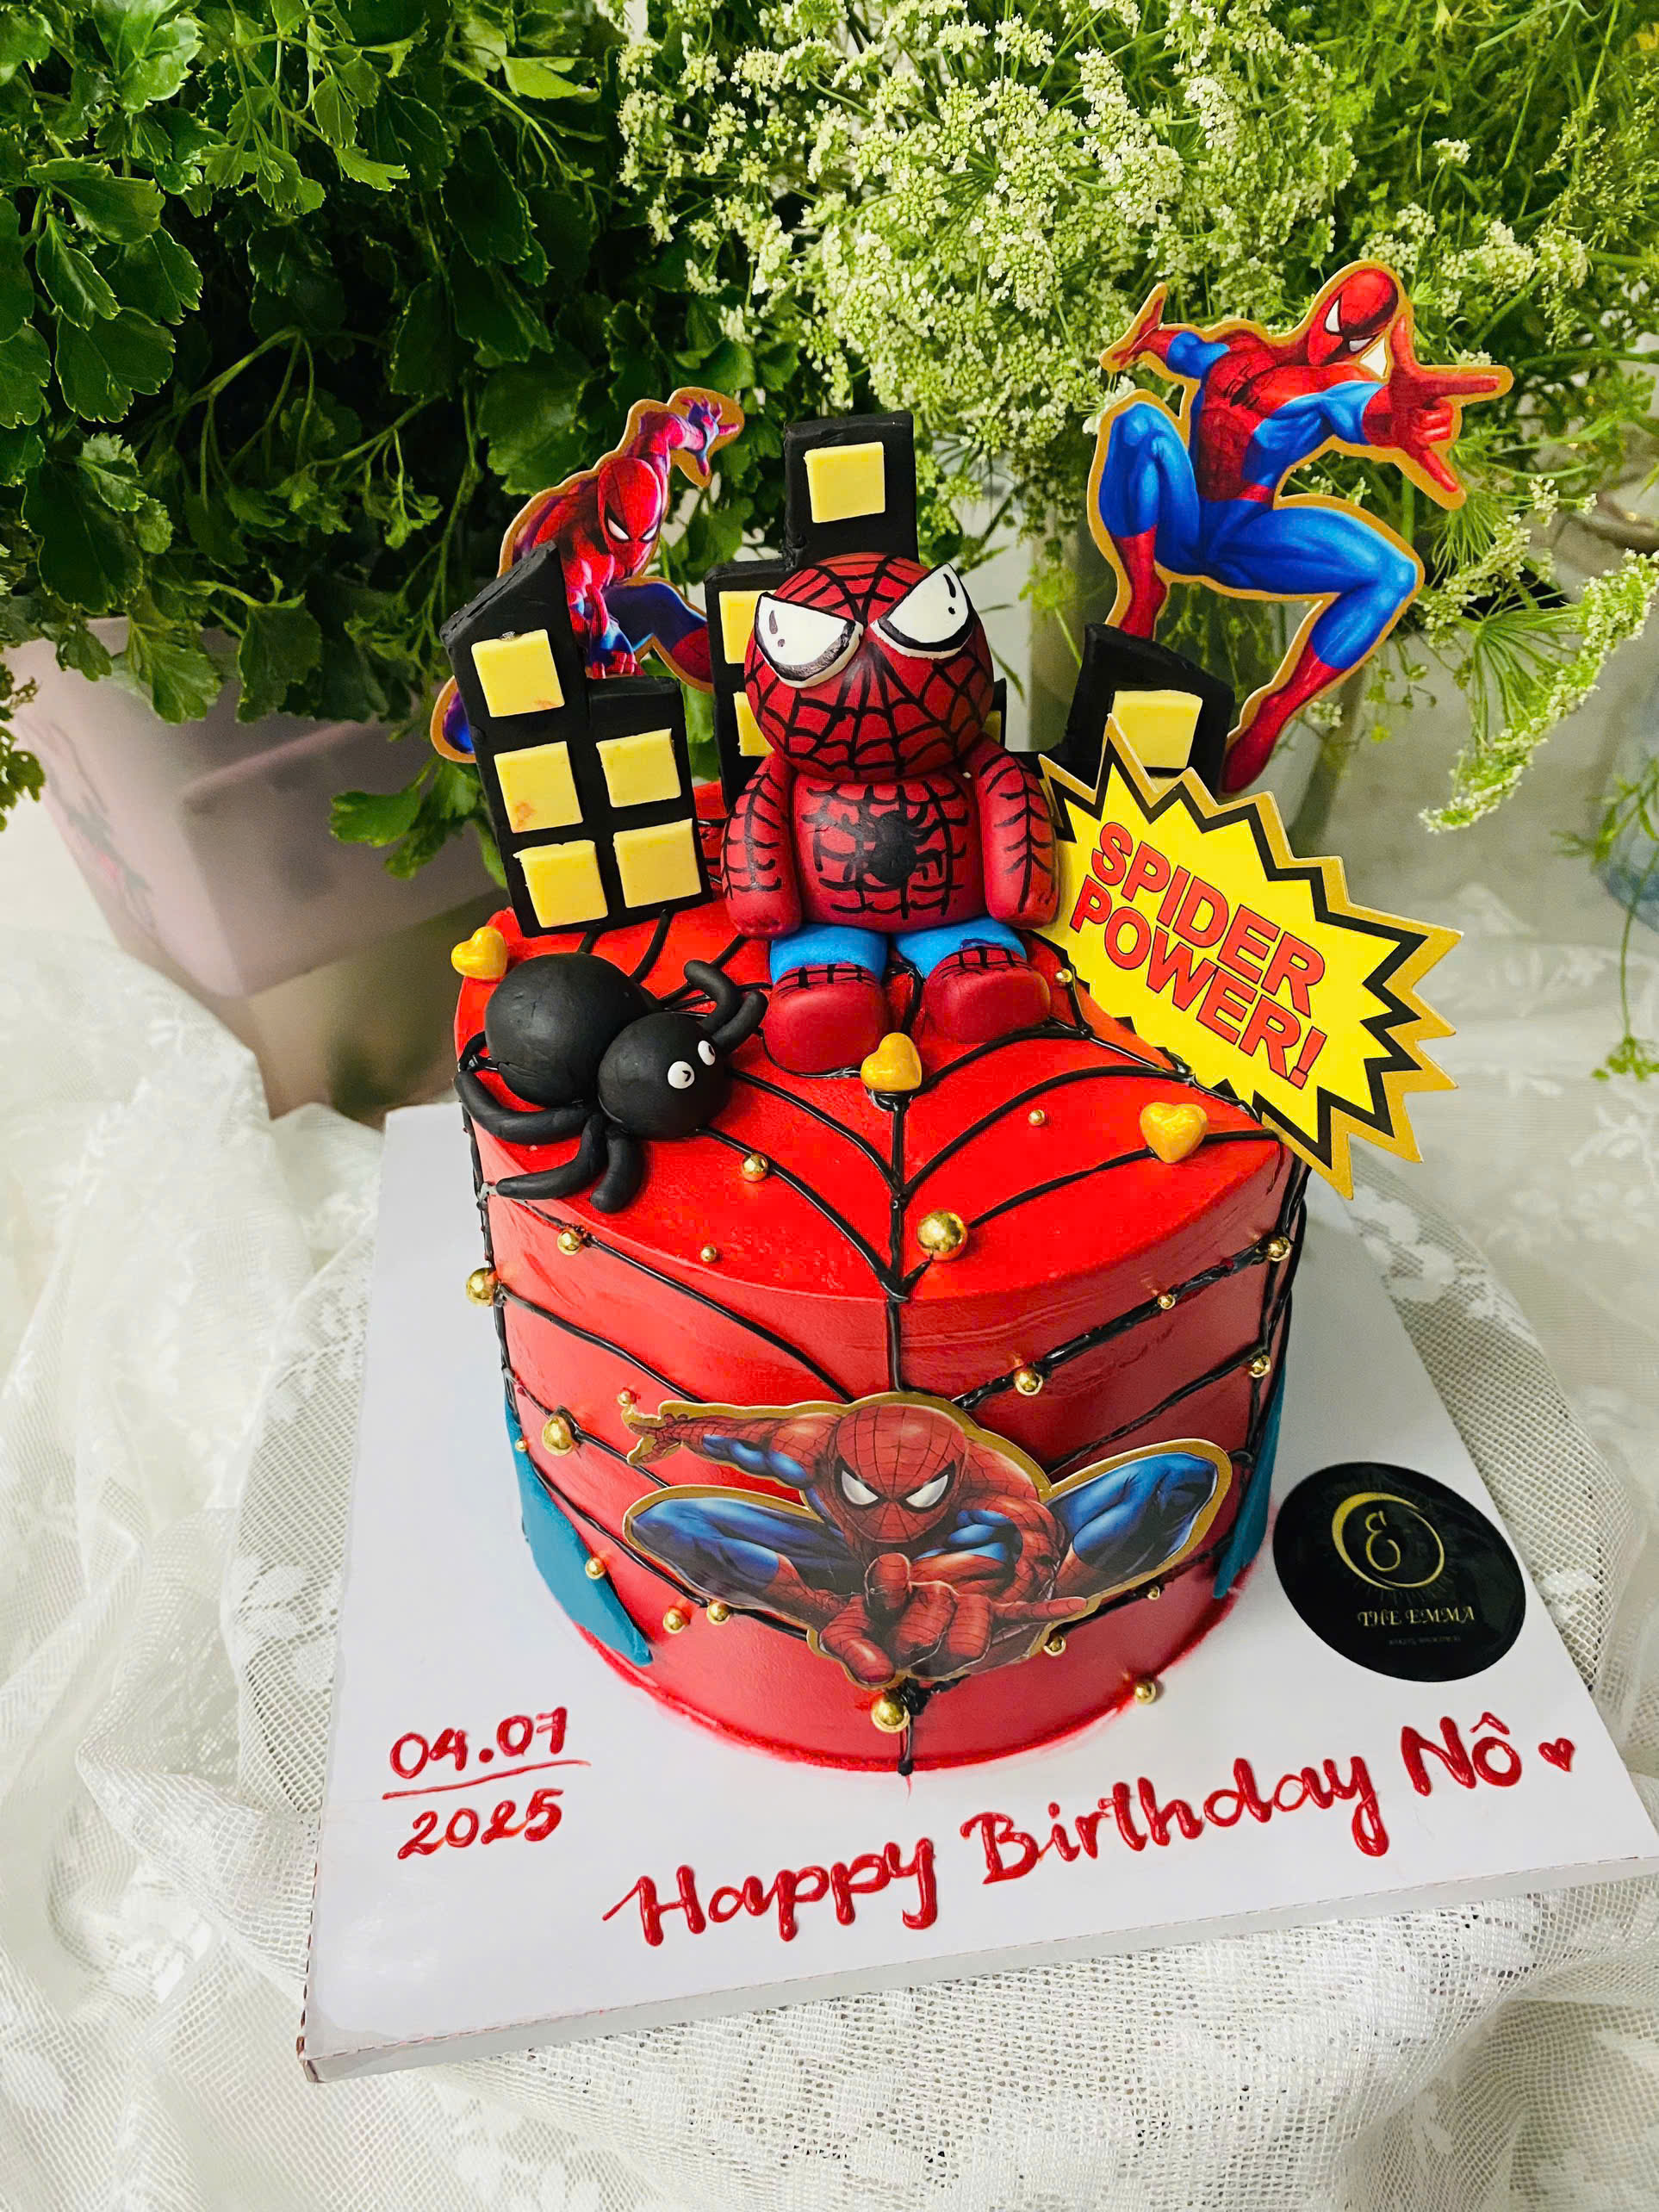 SPIDER
POWER!
E
THE EMMA
04.07
2025
Happy Birthday Nô